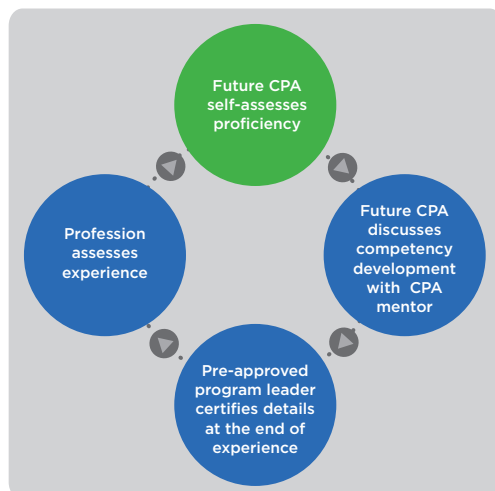 Future CPA
self-assesses
proficiency
Future CPA
discusses
competency
development
with CPA
mentor
Pre-approved
program leader
certifies details
at the end of
experience
Profession
assesses
experience